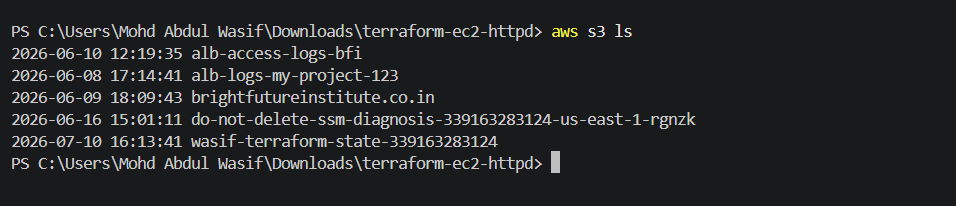 PS C:\Users\Mohd Abdul Wasif\Downloads\terraform-ec2-httpd> aws s3 ls
2026-06-10 12:19:35 alb-access-logs-bfi
2026-06-08 17:14:41 alb-logs-my-project-123
2026-06-09 18:09:43 brightfutureinstitute.co.in
2026-06-16 15:01:11 do-not-delete-ssm-diagnosis-339163283124-us-east-1-rgnzk
2026-07-10 16:13:41 wasif-terraform-state-339163283124
PS C:\Users\Mohd Abdul Wasif\Downloads\terraform-ec2-httpd>